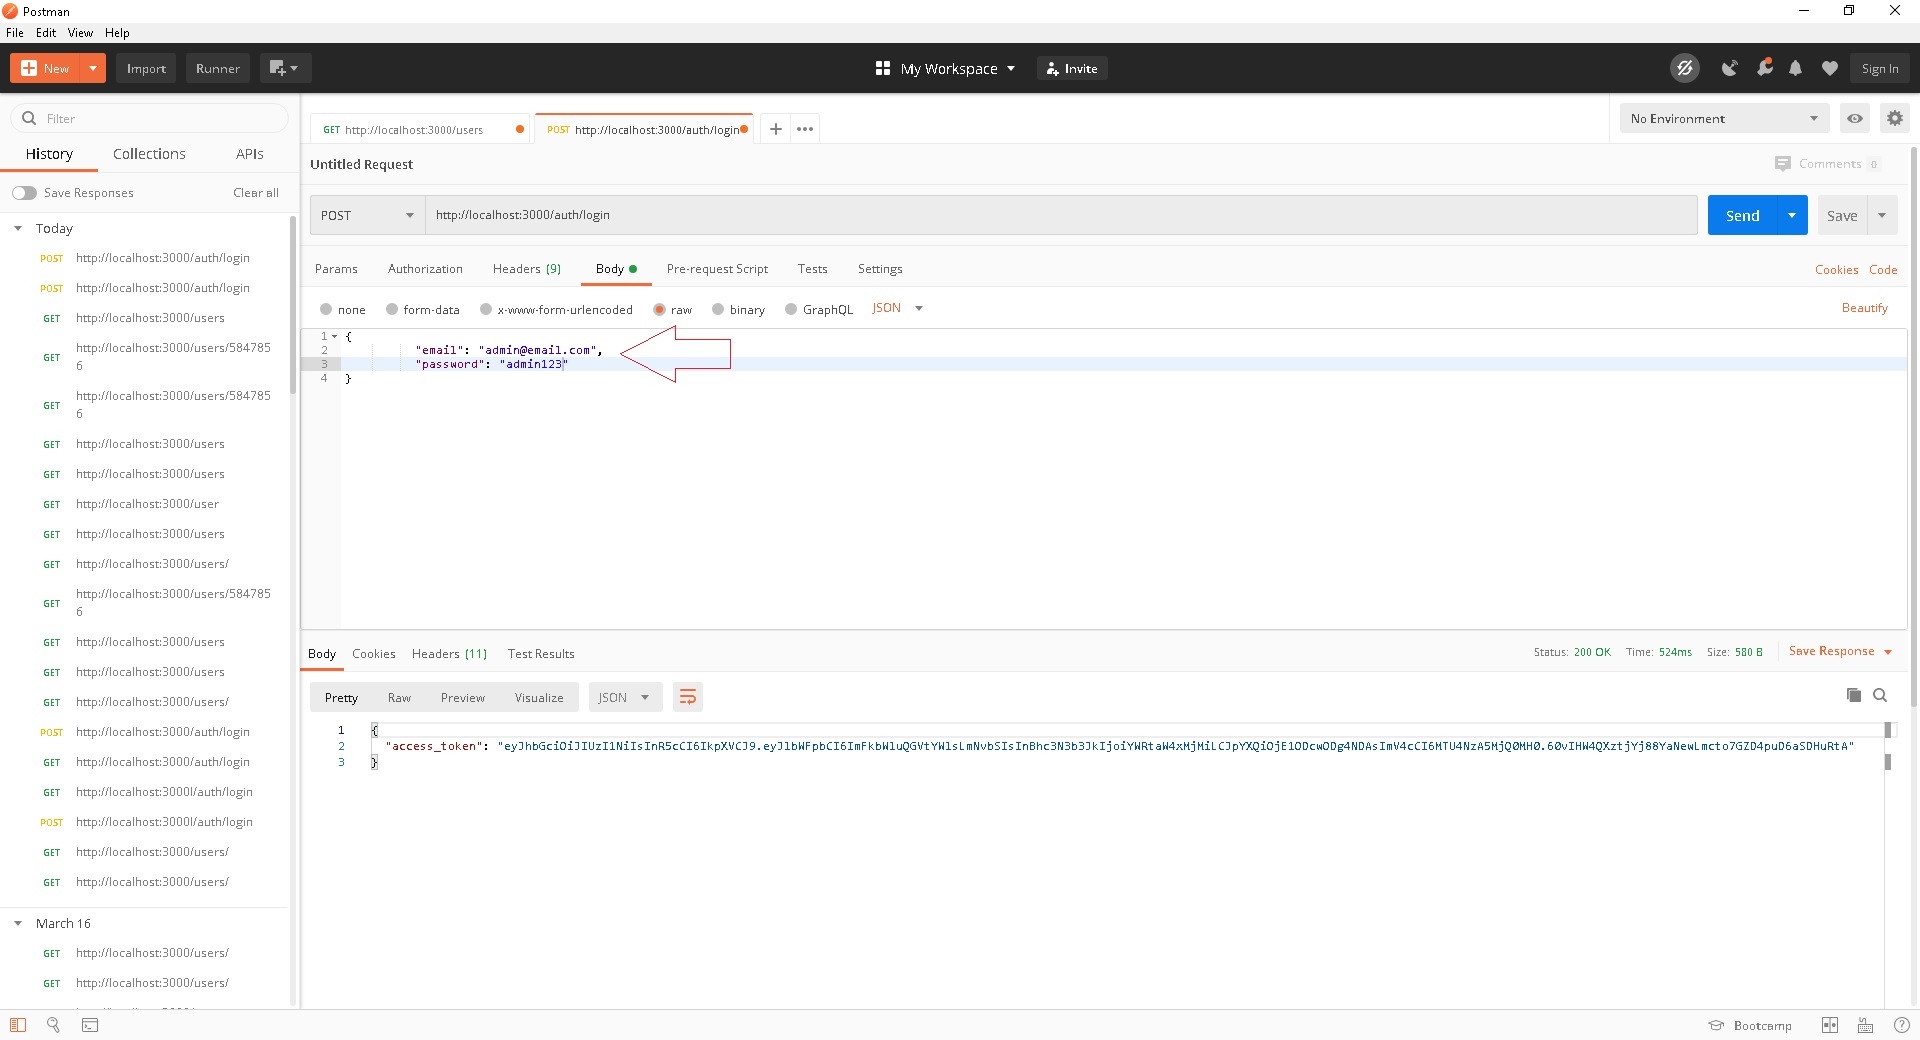 Postman
File Edit View Help
New Import Runner My Workspace Invite Sign In
Filter
History Collections APIs
Save Responses Clear all
Today
POST http://localhost:3000/auth/login
POST http://localhost:3000/auth/login
GET http://localhost:3000/users
GET http://localhost:3000/users/584785
6
GET http://localhost:3000/users/584785
6
GET http://localhost:3000/users
GET http://localhost:3000/users
GET http://localhost:3000/user
GET http://localhost:3000/users
GET http://localhost:3000/users/
GET http://localhost:3000/users/584785
6
GET http://localhost:3000/users
GET http://localhost:3000/users
GET http://localhost:3000/users/
POST http://localhost:3000/auth/login
POST http://localhost:3000/auth/login
GET http://localhost:3000l/auth/login
POST http://localhost:3000l/auth/login
GET http://localhost:3000/users/
GET http://localhost:3000/users/
March 16
GET http://localhost:3000/users/
GET http://localhost:3000/users/
GET http://localhost:3000/users POST http://localhost:3000/auth/login No Environment
Untitled Request Comments 0
POST http://localhost:3000/auth/login Send Save
Params Authorization Headers (9) Body Pre-request Script Tests Settings Cookies Code
none form-data x-www-form-urlencoded raw binary GraphQL JSON Beautify
1 {
2 "email": "admin@email.com",
3 "password": "admin123"
4 }
Body Cookies Headers (11) Test Results Status: 200 OK Time: 524ms Size: 580 B Save Response
Pretty Raw Preview Visualize JSON
1 {
2 "access_token":
3 }
Bootcamp